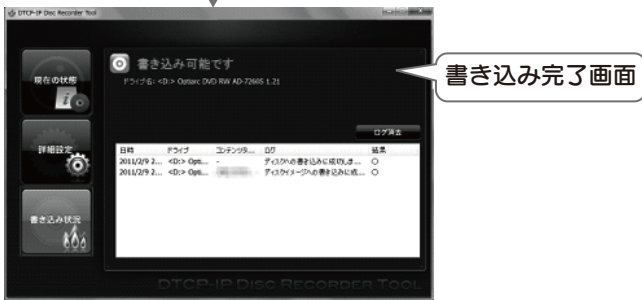 DTCP-IP Disc Recorder Tool
書き込み可能です
ドライブ名: <D:> Optiarc DVD RW AD-7260S 1.21
書き込み完了画面
現在の状態
ログ消去
詳細設定
日時 ドライブ コンテンツタ... ログ 結果
2011/2/9 2... <D:> Opti... - ディスクへの書き込みに成功しま... ○
2011/2/9 2... <D:> Opti... ディスクイメージへの書き込みに成... ○
書き込み状況
DTCP-IP DISC RECORDER TOOL